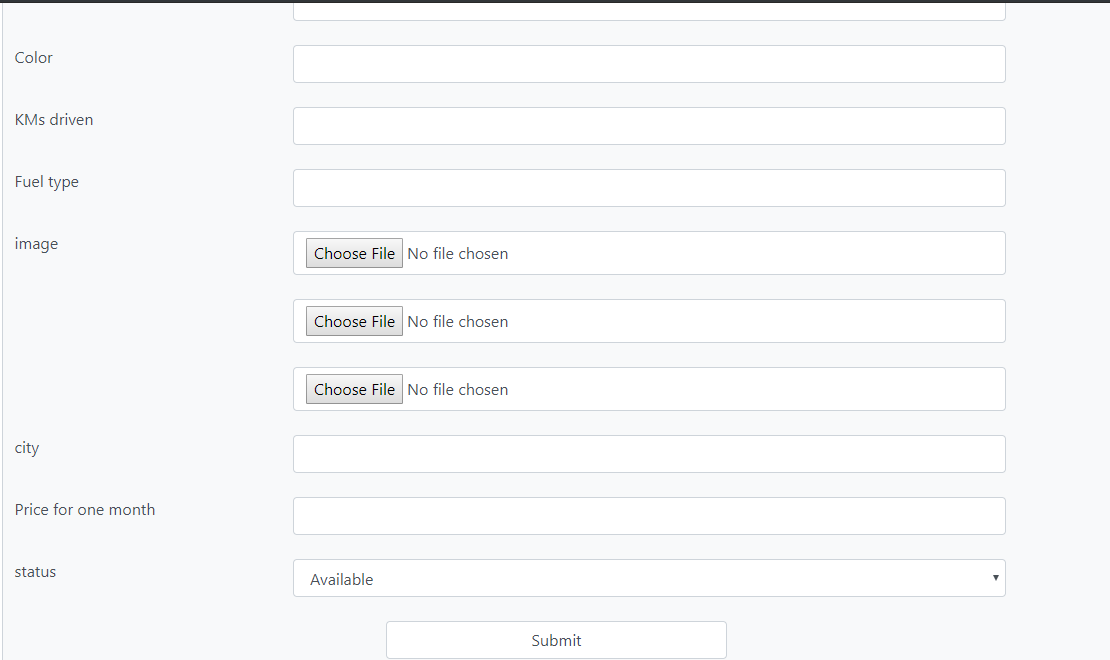 Color
KMs driven
Fuel type
image
Choose File No file chosen
Choose File No file chosen
Choose File No file chosen
city
Price for one month
status
Available
Submit